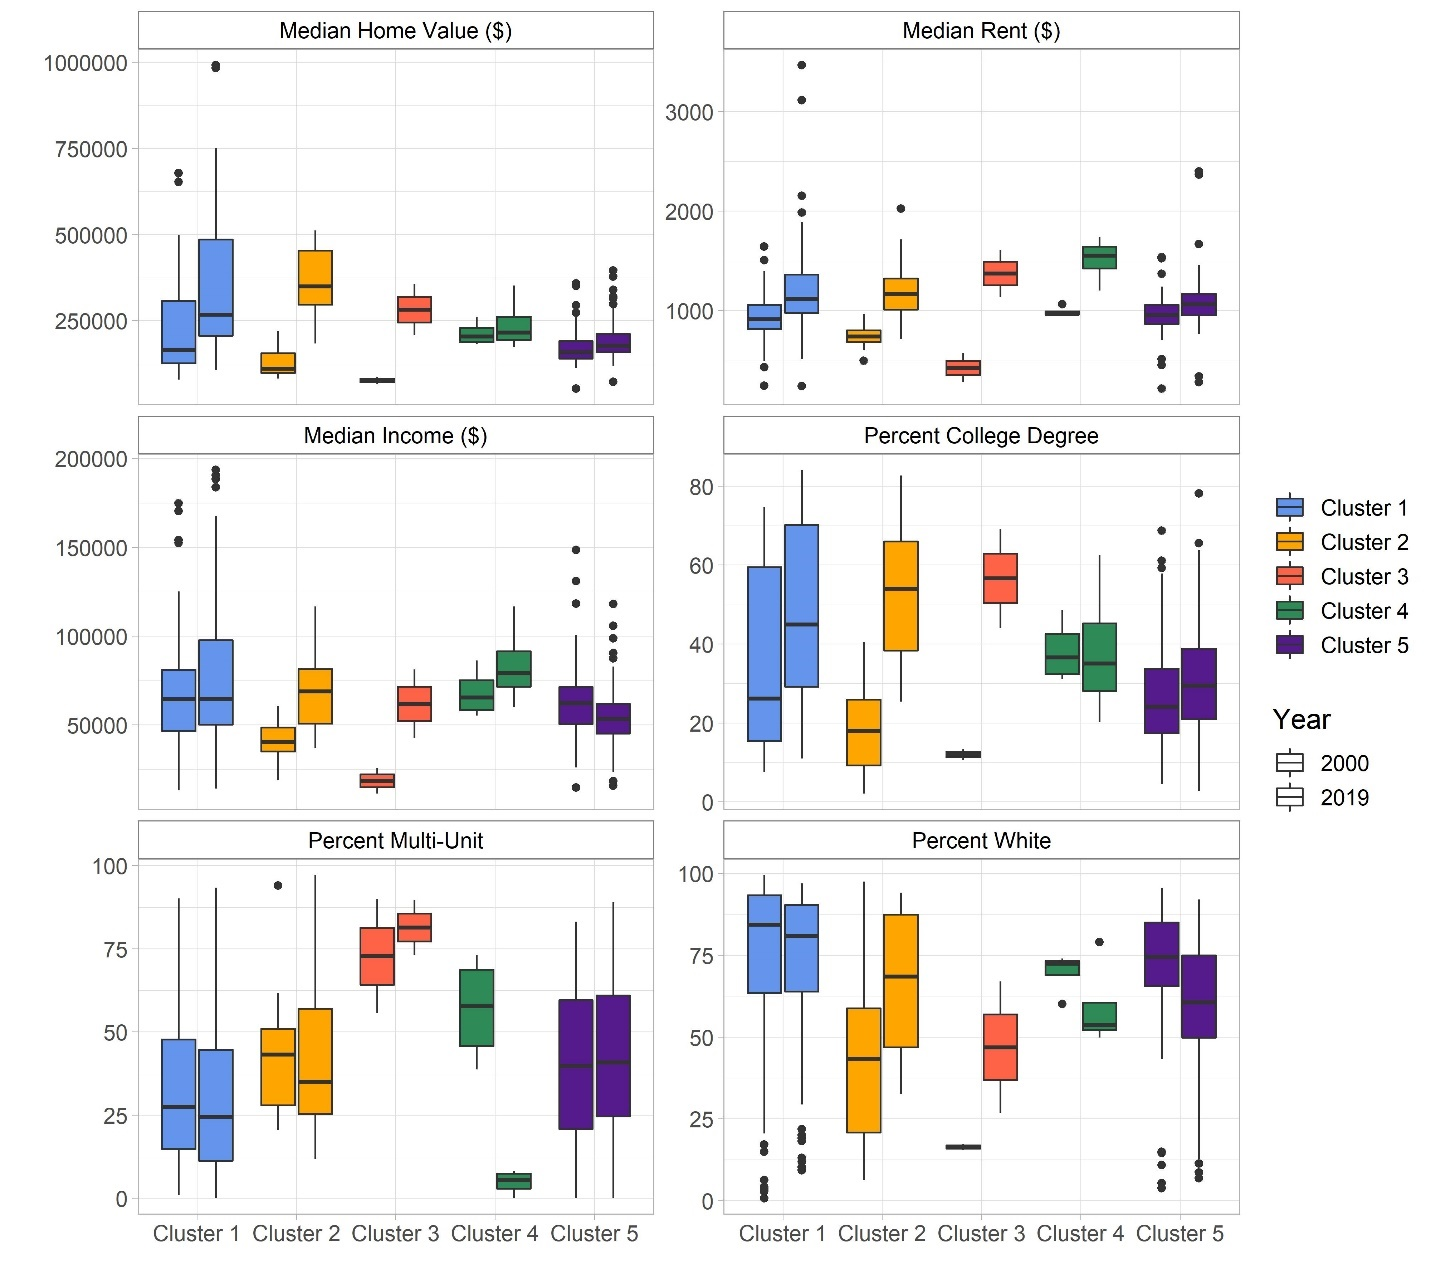 Median Home Value ($)
Median Rent ($)
1000000
750000
500000
250000
3000
2000
1000
Median Income ($)
Percent College Degree
200000
150000
100000
50000
80
60
40
20
0
Percent Multi-Unit
Percent White
100
75
50
25
0
100
75
50
25
0
Cluster 1 Cluster 2 Cluster 3 Cluster 4 Cluster 5
Cluster 1 Cluster 2 Cluster 3 Cluster 4 Cluster 5
Cluster 1
Cluster 2
Cluster 3
Cluster 4
Cluster 5
Year
2000
2019